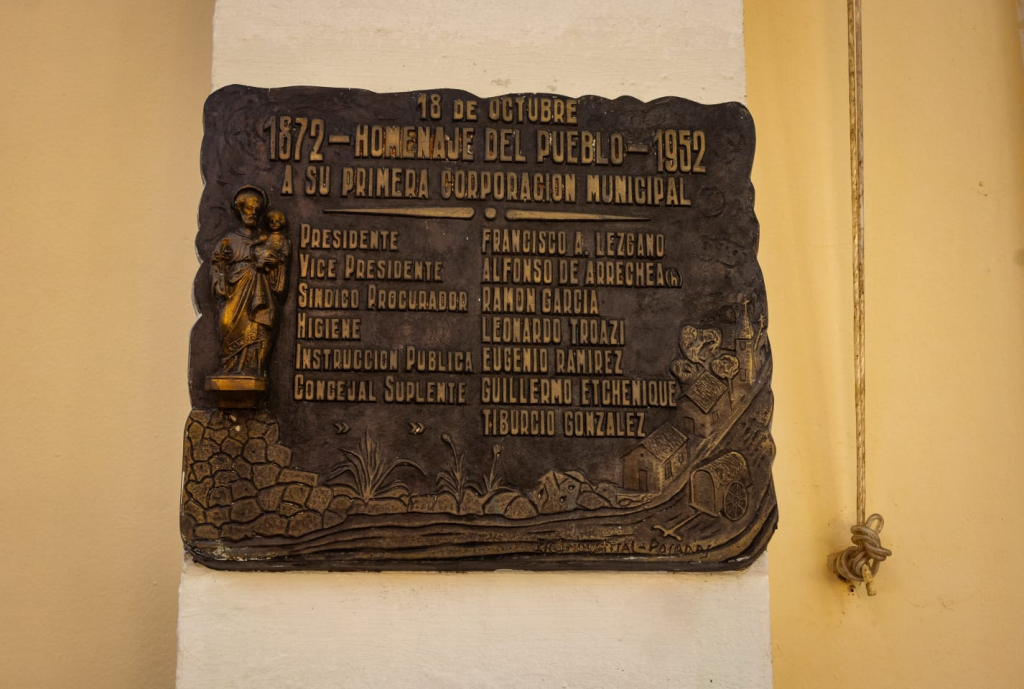 18 DE OCTUBRE
1872 - HOMENAJE DEL PUEBLO - 1952
A SU PRIMERA CORPORACION MUNICIPAL
PRESIDENTE FRANCISCO A. LEZCANO
VICE PRESIDENTE ALFONSO DE ARRECHEA (h)
SINDICO PROCURADOR RAMON GARCIA
HIGIENE LEONARDO TROAZI
INSTRUCCION PUBLICA EUGENIO RAMIREZ
CONCEJAL SUPLENTE GUILLERMO ETCHENIQUE
» » TIBURCIO GONZALEZ